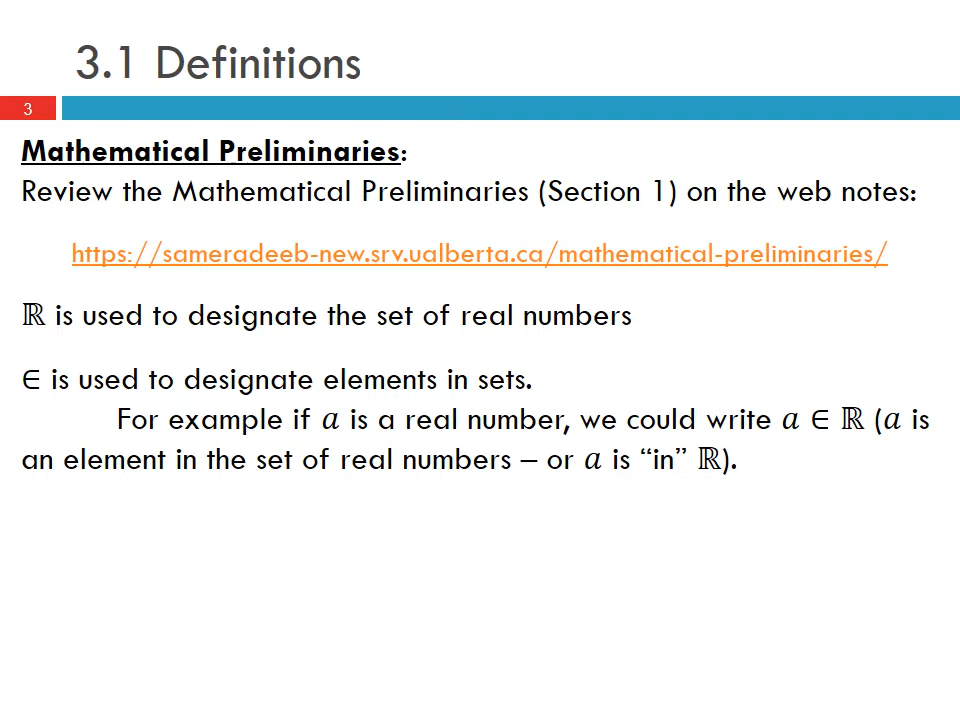 3.1 Definitions
3
Mathematical Preliminaries:
Review the Mathematical Preliminaries (Section 1) on the web notes:
https://sameradeeb-new.srv.ualberta.ca/mathematical-preliminaries/
ℝ is used to designate the set of real numbers
∈ is used to designate elements in sets.
For example if 𝑎 is a real number, we could write 𝑎 ∈ ℝ (𝑎 is
an element in the set of real numbers – or 𝑎 is “in” ℝ).